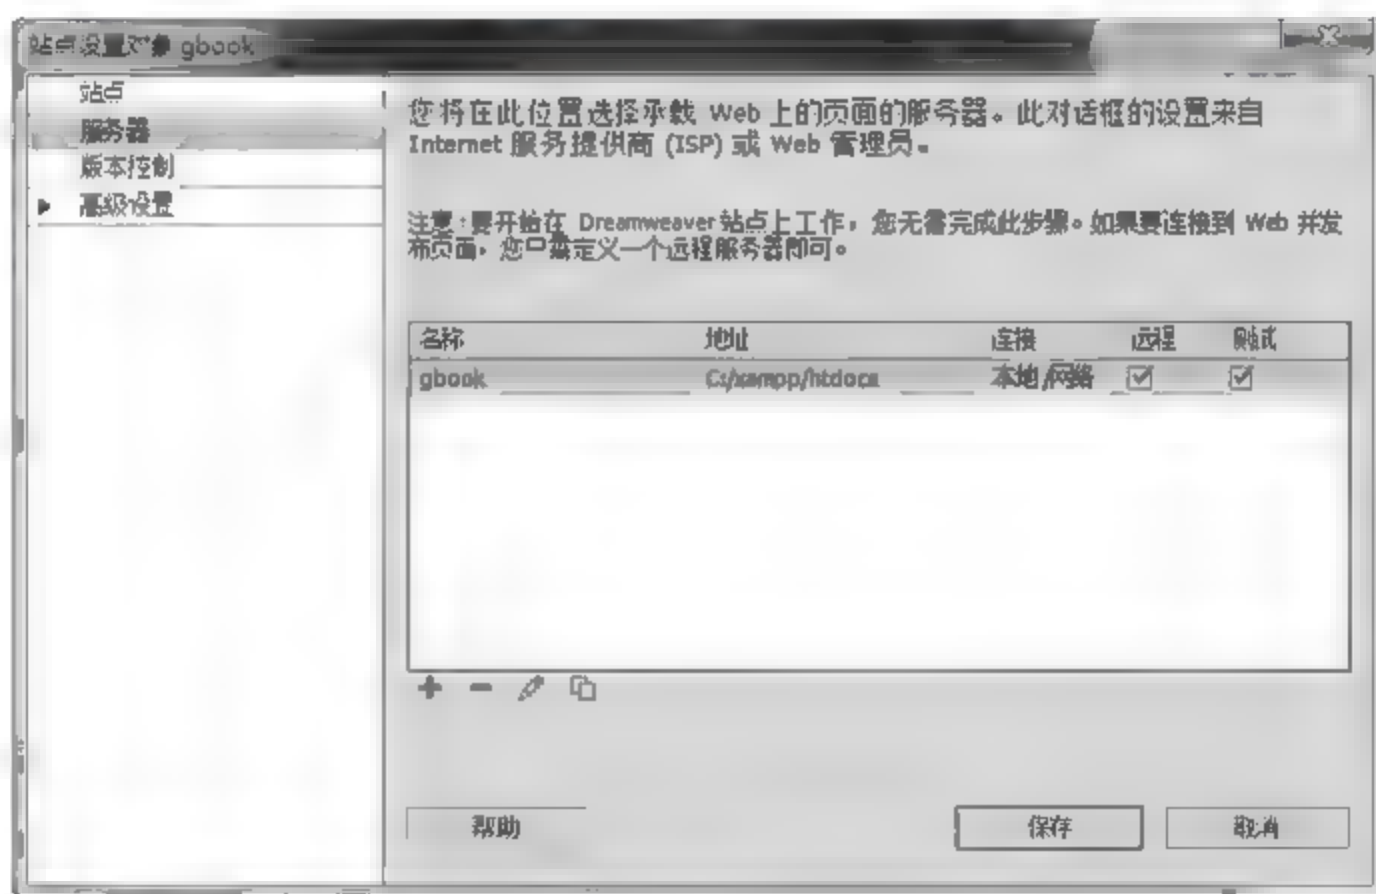 站点设置对象 gbook
站点
服务器
版本控制
高级设置
您将在此位置选择承载 Web 上的页面的服务器。此对话框的设置来自
Internet 服务提供商 (ISP) 或 Web 管理员。
注意:要开始在 Dreamweaver 站点上工作，您无需完成此步骤。如果要连接到 Web 并发
布页面，您只需定义一个远程服务器即可。
名称 地址 连接 远程 测试
gbook C:/xampp/htdocs 本地/网络
帮助 保存 取消